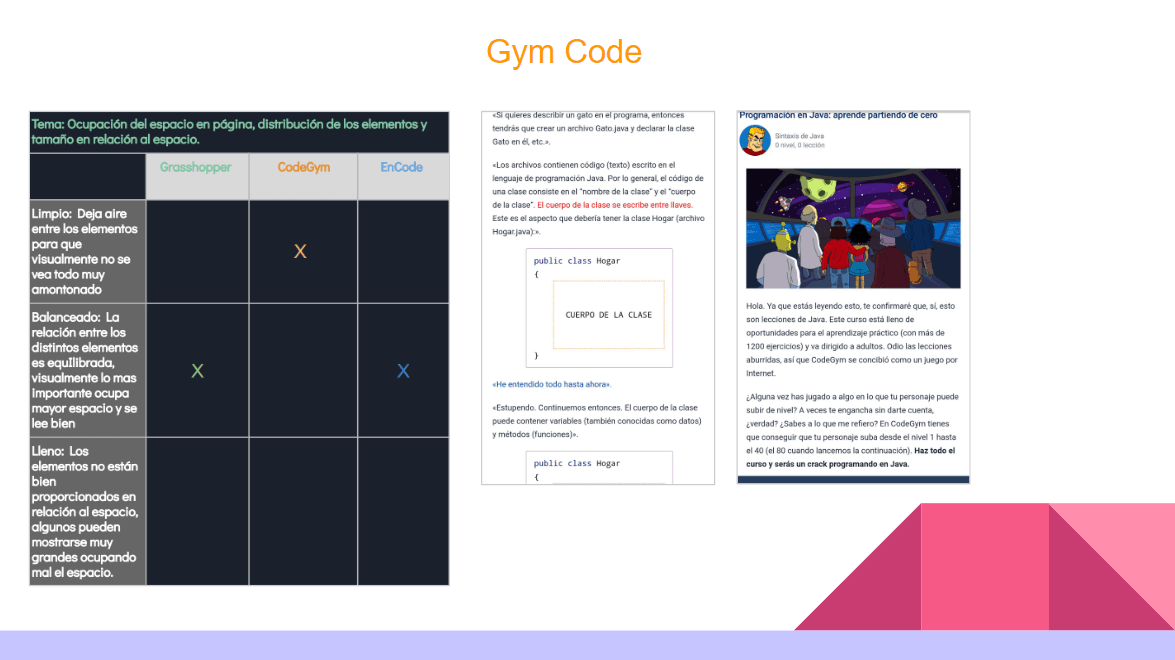 Gym Code
Tema: Ocupación del espacio en página, distribución de los elementos y
tamaño en relación al espacio.
Grasshopper
CodeGym
EnCode
Limpio: Deja aire
entre los elementos
para que
visualmente no se
vea todo muy
amontonado
X
Balanceado: La
relación entre los
distintos elementos
es equIlibrada,
visualmente lo mas
importante ocupa
mayor espacio y se
lee bien
X
X
Lleno: Los
elementos no están
bien
proporcionados en
relación al espacio,
algunos pueden
mostrarse muy
grandes ocupando
mal el espacio.
«Si quieres describir un gato en el programa, entonces
tendrás que crear un archivo Gato.java y declarar la clase
Gato en él, etc.».
«Los archivos contienen código (texto) escrito en el
lenguaje de programación Java. Por lo general, el código de
una clase consiste en el "nombre de la clase" y el "cuerpo
de la clase". El cuerpo de la clase se escribe entre llaves.
Este es el aspecto que debería tener la clase Hogar (archivo
Hogar.java):».
public class Hogar
{
CUERPO DE LA CLASE
}
«He entendido todo hasta ahora».
«Estupendo. Continuemos entonces. El cuerpo de la clase
puede contener variables (también conocidas como datos)
y métodos (funciones)».
public class Hogar
{
Programación en Java: aprende partiendo de cero
Sintaxis de Java
0 nivel, 0 lección
Hola. Ya que estás leyendo esto, te confirmaré que, sí, esto
son lecciones de Java. Este curso está lleno de
oportunidades para el aprendizaje práctico (con más de
1200 ejercicios) y va dirigido a adultos. Odio las lecciones
aburridas, así que CodeGym se concibió como un juego por
Internet.
¿Alguna vez has jugado a algo en lo que tu personaje puede
subir de nivel? A veces te engancha sin darte cuenta,
¿verdad? ¿Sabes a lo que me refiero? En CodeGym tienes
que conseguir que tu personaje suba desde el nivel 1 hasta
el 40 (el 80 cuando lancemos la continuación). Haz todo el
curso y serás un crack programando en Java.